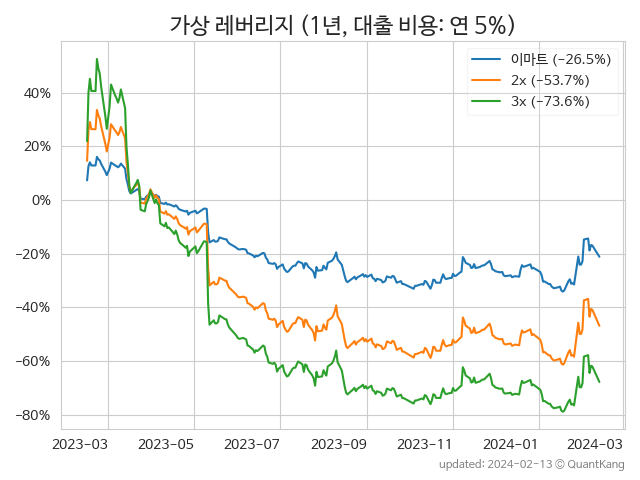 가상 레버리지 (1년, 대출 비용: 연 5%)
이마트 (−26.5%)
2x (−53.7%)
3x (−73.6%)
40%
20%
0%
−20%
−40%
−60%
−80%
2023-03 2023-05 2023-07 2023-09 2023-11 2024-01 2024-03
updated: 2024-02-13 ⓒ QuantKang